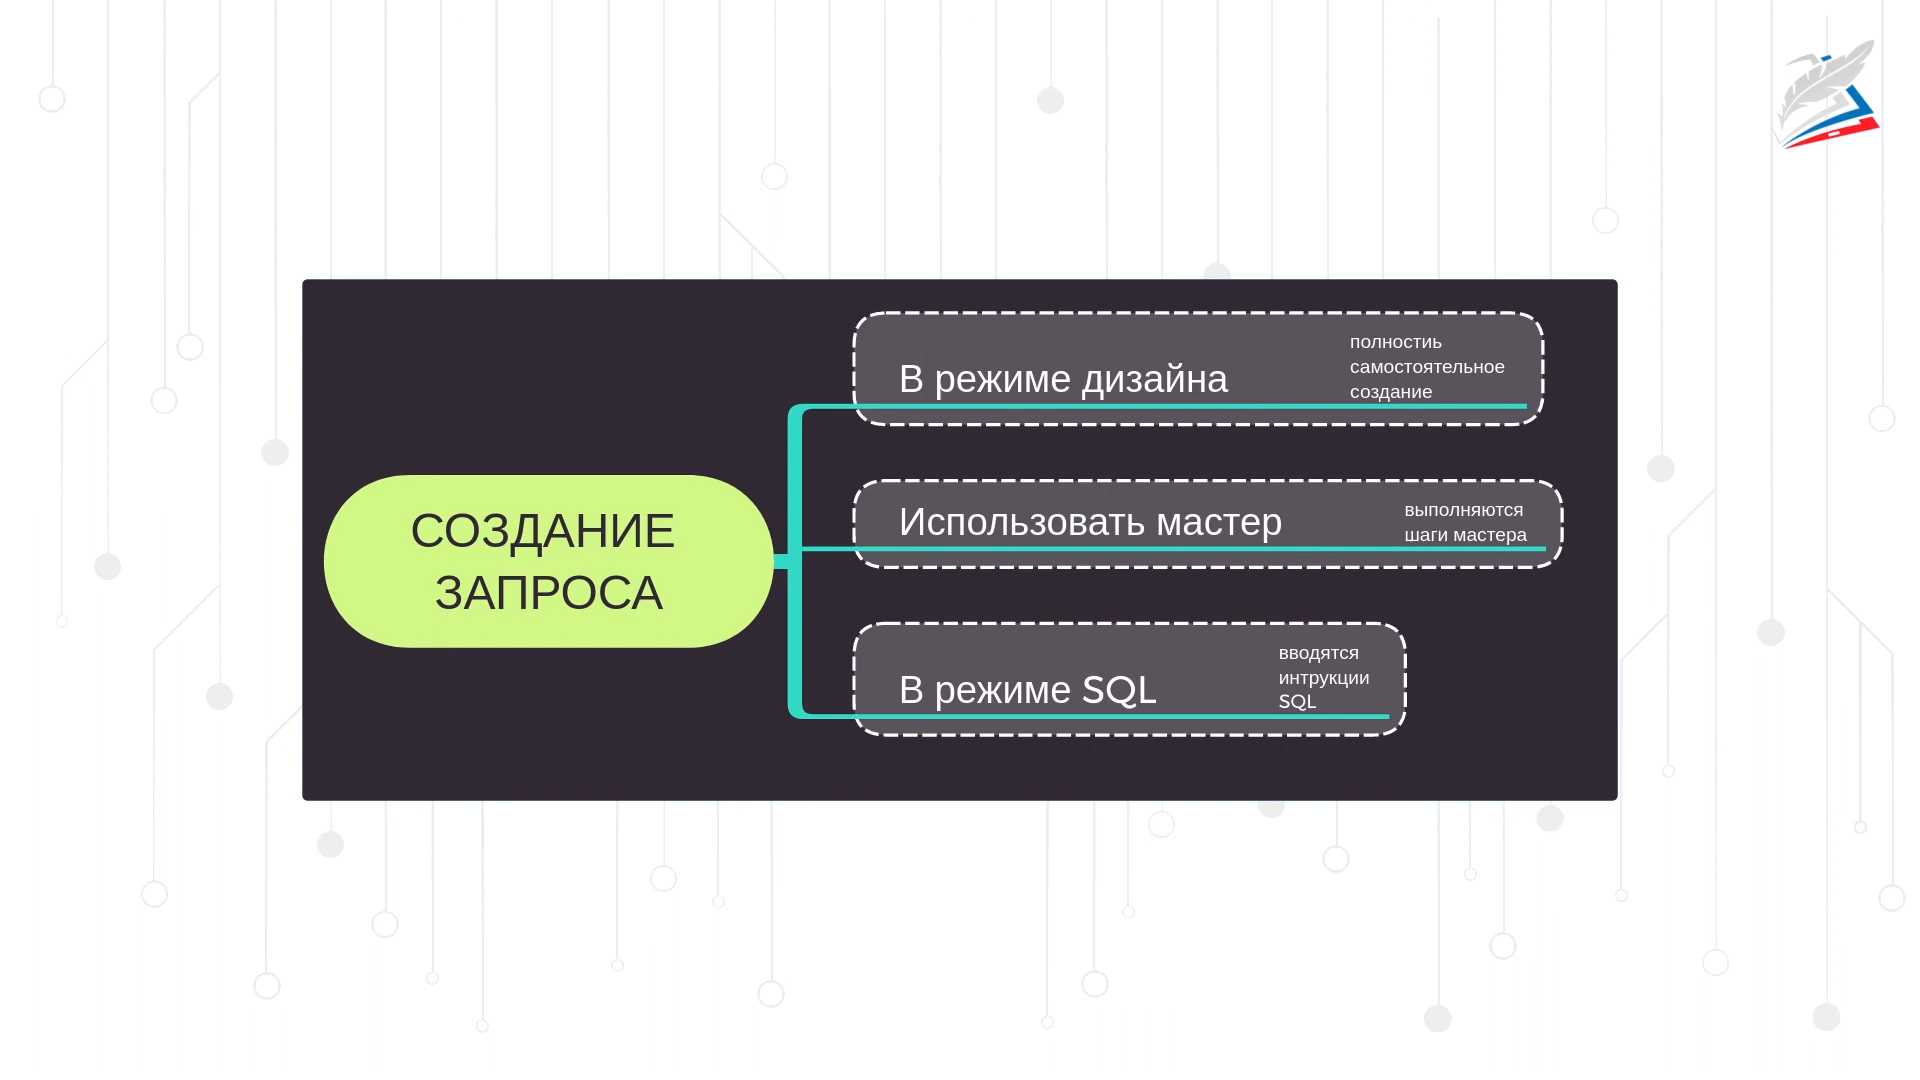 СОЗДАНИЕ
ЗАПРОСА
В режиме дизайна
полностиь
самостоятельное
создание
Использовать мастер
выполняются
шаги мастера
В режиме SQL
вводятся
интрукции
SQL